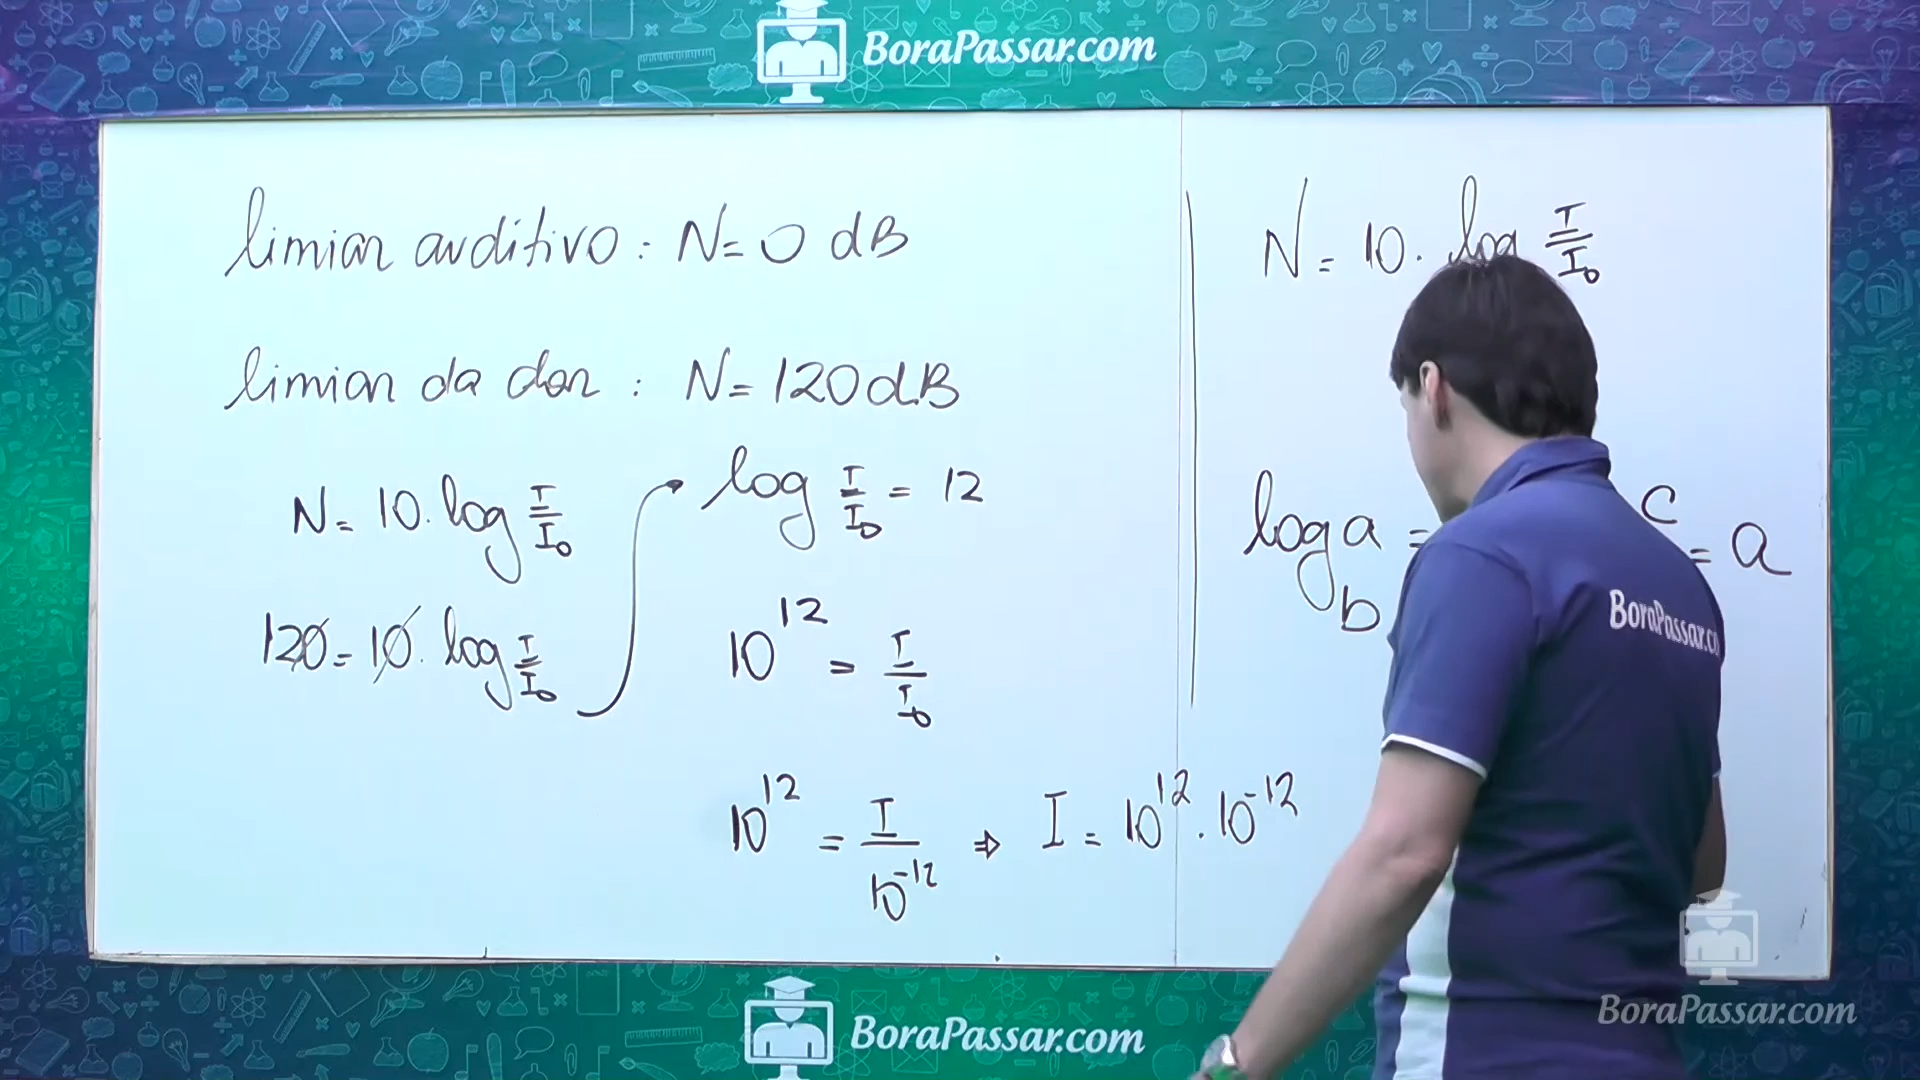 BoraPassar.com
limiar auditivo : N = 0 dB
limiar da dor : N = 120 dB
N = 10 . log I/I₀
120 = 10 . log I/I₀
log I/I₀ = 12
10¹² = I/I₀
10¹² = I/10⁻¹² ⇒ I = 10¹² . 10⁻¹²
N = 10 . log I/I₀
log a =
b
c
= a
BoraPassar.co
BoraPassar.com
BoraPassar.com